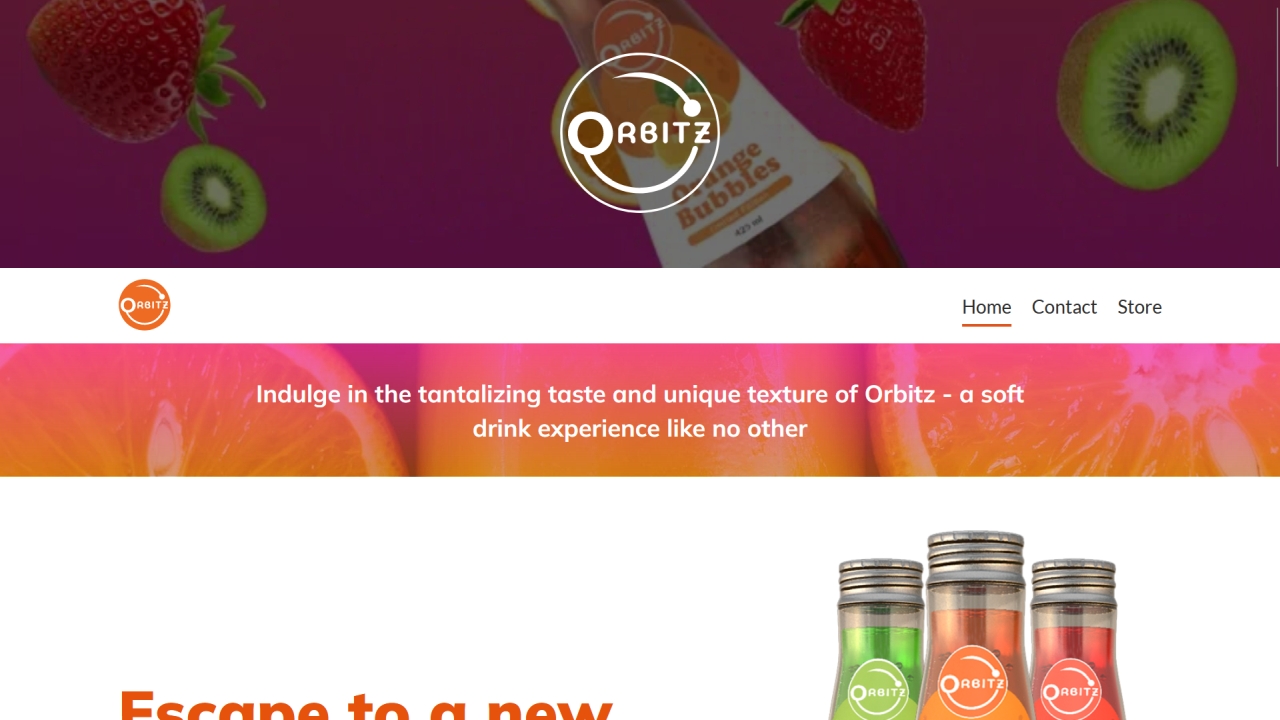 ORBITZ
ORBITZ
Orange
Bubbles
425 ml
ORBITZ
Home Contact Store
Indulge in the tantalizing taste and unique texture of Orbitz - a soft
drink experience like no other
ORBITZ ORBITZ ORBITZ
Escape to a new